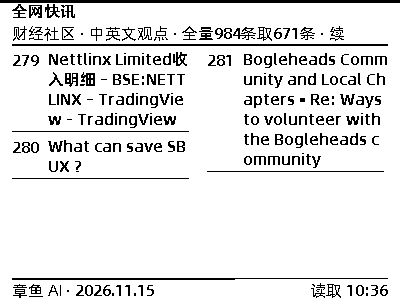 全网快讯
财经社区 · 中英文观点 · 全量984条取671条 · 续
279 Nettlinx Limited收
入明细 – BSE:NETT
LINX – TradingVie
w – TradingView
280 What can save SB
UX ?
281 Bogleheads Comm
unity and Local Ch
apters • Re: Ways
to volunteer with
the Bogleheads c
ommunity
章鱼 AI · 2026.11.15
读取 10:36